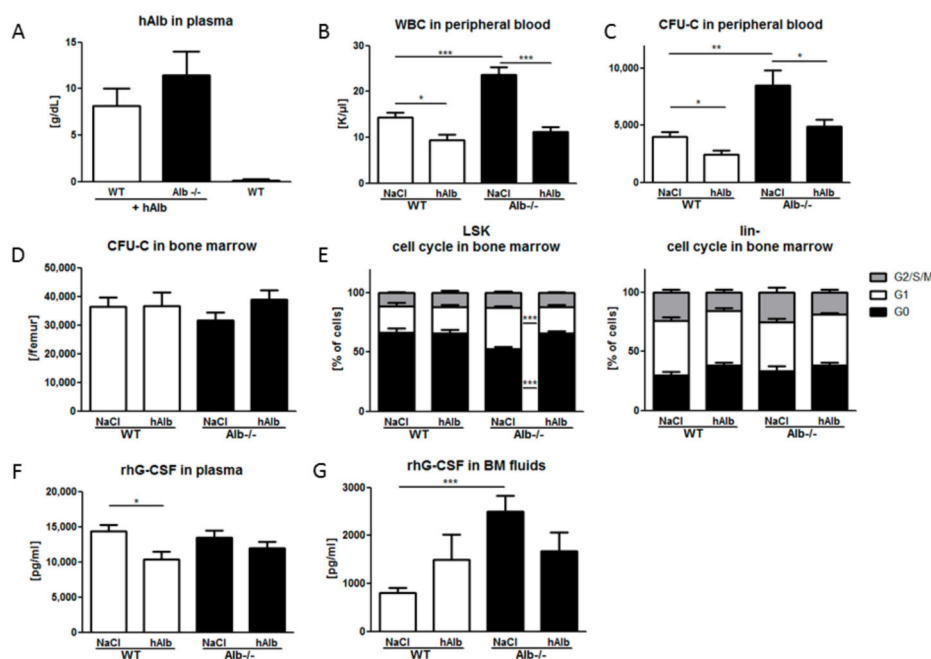 A
hAlb in plasma
[g/dL]
15
10
5
0
WT
Alb -/-
WT
+ hAlb
B
WBC in peripheral blood
[K/µl]
30
20
10
0
***
***
*
NaCl
hAlb
NaCl
hAlb
WT
Alb-/-
C
CFU-C in peripheral blood
10,000
5,000
0
**
*
*
NaCl
hAlb
NaCl
hAlb
WT
Alb-/-
D
CFU-C in bone marrow
[/femur]
50,000
40,000
30,000
20,000
10,000
0
NaCl
hAlb
NaCl
hAlb
WT
Alb-/-
E
LSK
cell cycle in bone marrow
[% of cells]
100
50
0
***
***
NaCl
hAlb
NaCl
hAlb
WT
Alb-/-
lin-
cell cycle in bone marrow
[% of cells]
100
50
0
NaCl
hAlb
NaCl
hAlb
WT
Alb-/-
G2/S/M
G1
G0
F
rhG-CSF in plasma
[pg/ml]
20,000
15,000
10,000
5,000
0
*
NaCl
hAlb
NaCl
hAlb
WT
Alb-/-
G
rhG-CSF in BM fluids
[pg/ml]
3000
2000
1000
0
***
NaCl
hAlb
NaCl
hAlb
WT
Alb-/-